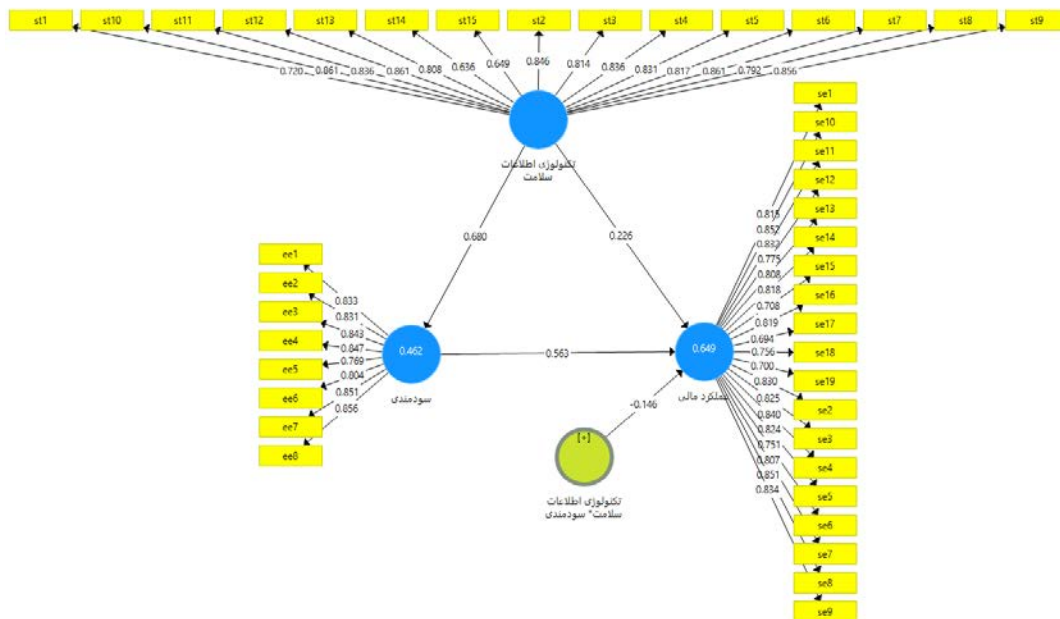 st1
st10
st11
st12
st13
st14
st15
st2
st3
st4
st5
st6
st7
st8
st9
0.720
0.861
0.836
0.861
0.808
0.636
0.649
0.846
0.814
0.836
0.831
0.817
0.861
0.792
0.856
تکنولوژی اطلاعات
سلامت
0.680
0.226
ee1
ee2
ee3
ee4
ee5
ee6
ee7
ee8
0.833
0.831
0.843
0.847
0.769
0.804
0.851
0.856
0.462
سودمندی
0.563
0.649
عملکرد مالی
-0.146
[+]
تکنولوژی اطلاعات
سلامت* سودمندی
se1
se10
se11
se12
se13
se14
se15
se16
se17
se18
se19
se2
se3
se4
se5
se6
se7
se8
se9
0.815
0.852
0.832
0.775
0.808
0.818
0.708
0.819
0.694
0.756
0.700
0.830
0.825
0.840
0.824
0.751
0.807
0.851
0.834